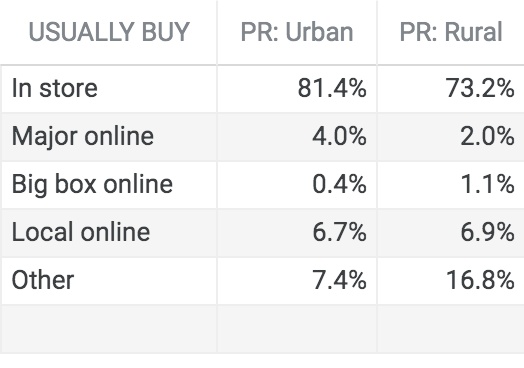 USUALLY BUY PR: Urban PR: Rural
In store 81.4% 73.2%
Major online 4.0% 2.0%
Big box online 0.4% 1.1%
Local online 6.7% 6.9%
Other 7.4% 16.8%